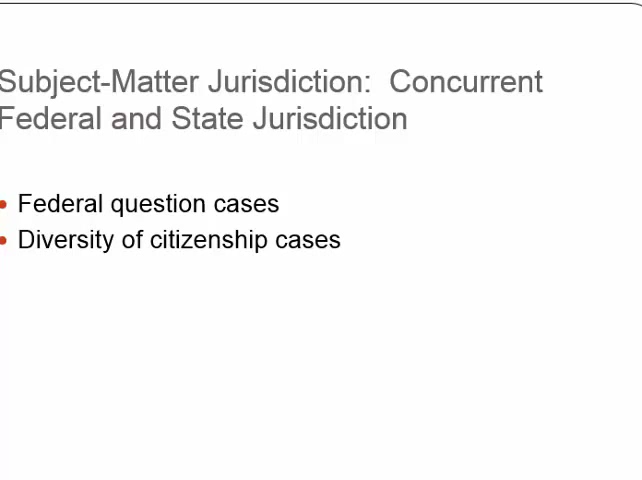 Subject-Matter Jurisdiction: Concurrent
Federal and State Jurisdiction
• Federal question cases
• Diversity of citizenship cases